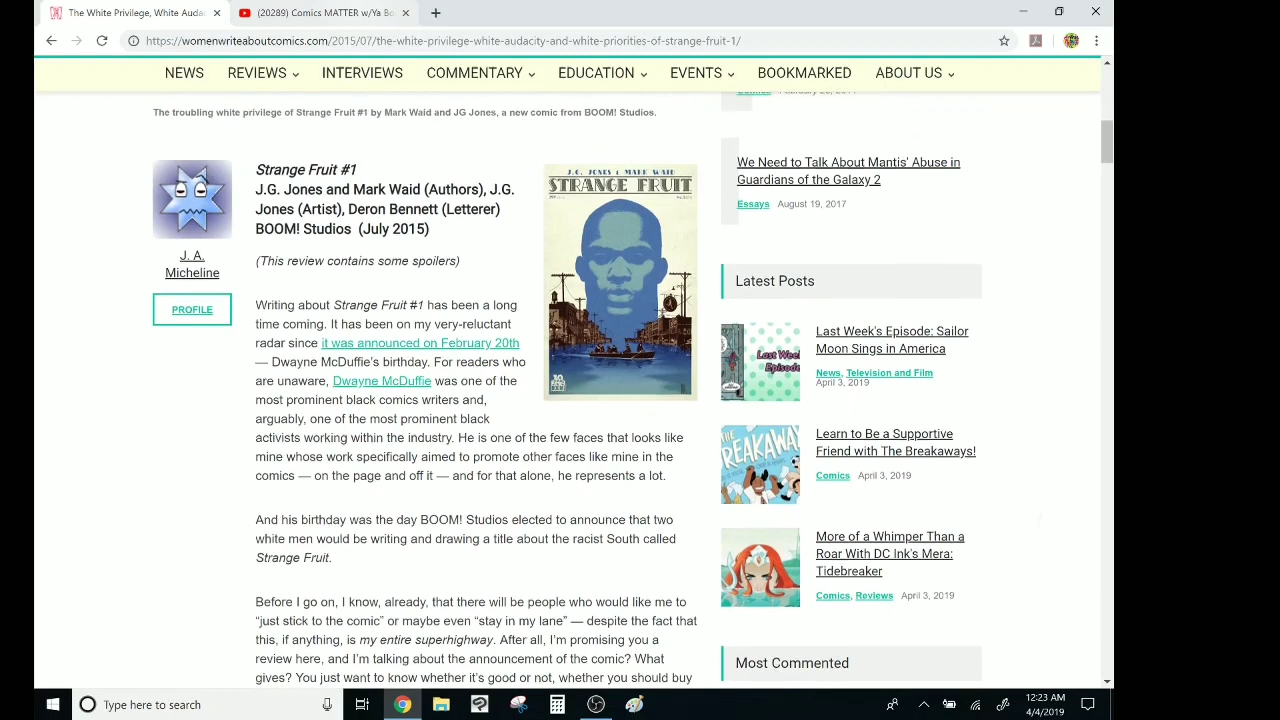 The White Privilege, White Audac
(20289) Comics MATTER w/Ya Bo
https://womenwriteaboutcomics.com/2015/07/the-white-privilege-white-audacity-and-white-priorities-of-strange-fruit-1/
NEWS REVIEWS INTERVIEWS COMMENTARY EDUCATION EVENTS BOOKMARKED ABOUT US
The troubling white privilege of Strange Fruit #1 by Mark Waid and JG Jones, a new comic from BOOM! Studios.
J. A.
Micheline
PROFILE
Strange Fruit #1
J.G. Jones and Mark Waid (Authors), J.G.
Jones (Artist), Deron Bennett (Letterer)
BOOM! Studios (July 2015)
(This review contains some spoilers)
Writing about Strange Fruit #1 has been a long
time coming. It has been on my very-reluctant
radar since it was announced on February 20th
— Dwayne McDuffie's birthday. For readers who
are unaware, Dwayne McDuffie was one of the
most prominent black comics writers and,
arguably, one of the most prominent black
activists working within the industry. He is one of the few faces that looks like
mine whose work specifically aimed to promote other faces like mine in the
comics — on the page and off it — and for that alone, he represents a lot.
And his birthday was the day BOOM! Studios elected to announce that two
white men would be writing and drawing a title about the racist South called
Strange Fruit.
Before I go on, I know, already, that there will be people who would like me to
“just stick to the comic” or maybe even “stay in my lane” — despite the fact that
this, if anything, is my entire superhighway. After all, I'm promising you a
review here, and I'm talking about the announcement of the comic? What
gives? You just want to know whether it's good or not, whether you should buy
J.G. JONES & MARK WAID
STRANGE FRUIT
We Need to Talk About Mantis' Abuse in
Guardians of the Galaxy 2
Essays August 19, 2017
Latest Posts
Last Week's Episode: Sailor
Moon Sings in America
News, Television and Film
April 3, 2019
Last Week
Episode:
Learn to Be a Supportive
Friend with The Breakaways!
Comics April 3, 2019
THE
BREAKAWA
More of a Whimper Than a
Roar With DC Ink's Mera:
Tidebreaker
Comics, Reviews April 3, 2019
Most Commented
Type here to search
12:23 AM
4/4/2019